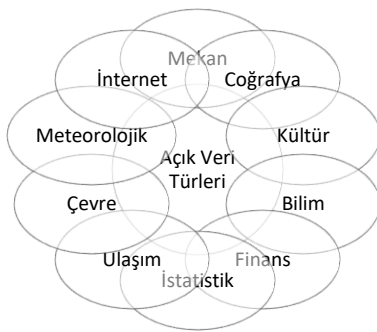 Mekan
İnternet
Coğrafya
Meteorolojik
Kültür
Açık Veri
Türleri
Çevre
Bilim
Ulaşım
Finans
İstatistik